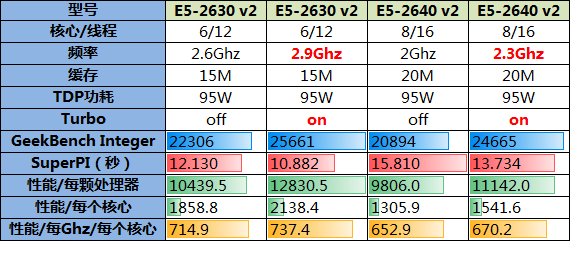 型号 E5-2630 v2 E5-2630 v2 E5-2640 v2 E5-2640 v2
核心/线程 6/12 6/12 8/16 8/16
频率 2.6Ghz 2.9Ghz 2Ghz 2.3Ghz
缓存 15M 15M 20M 20M
TDP功耗 95W 95W 95W 95W
Turbo off on off on
GeekBench Integer 22306 25661 20894 24665
SuperPI（秒） 12.130 10.882 15.810 13.734
性能/每颗处理器 10439.5 12830.5 9806.0 11142.0
性能/每个核心 1858.8 2138.4 1305.9 1541.6
性能/每Ghz/每个核心 714.9 737.4 652.9 670.2